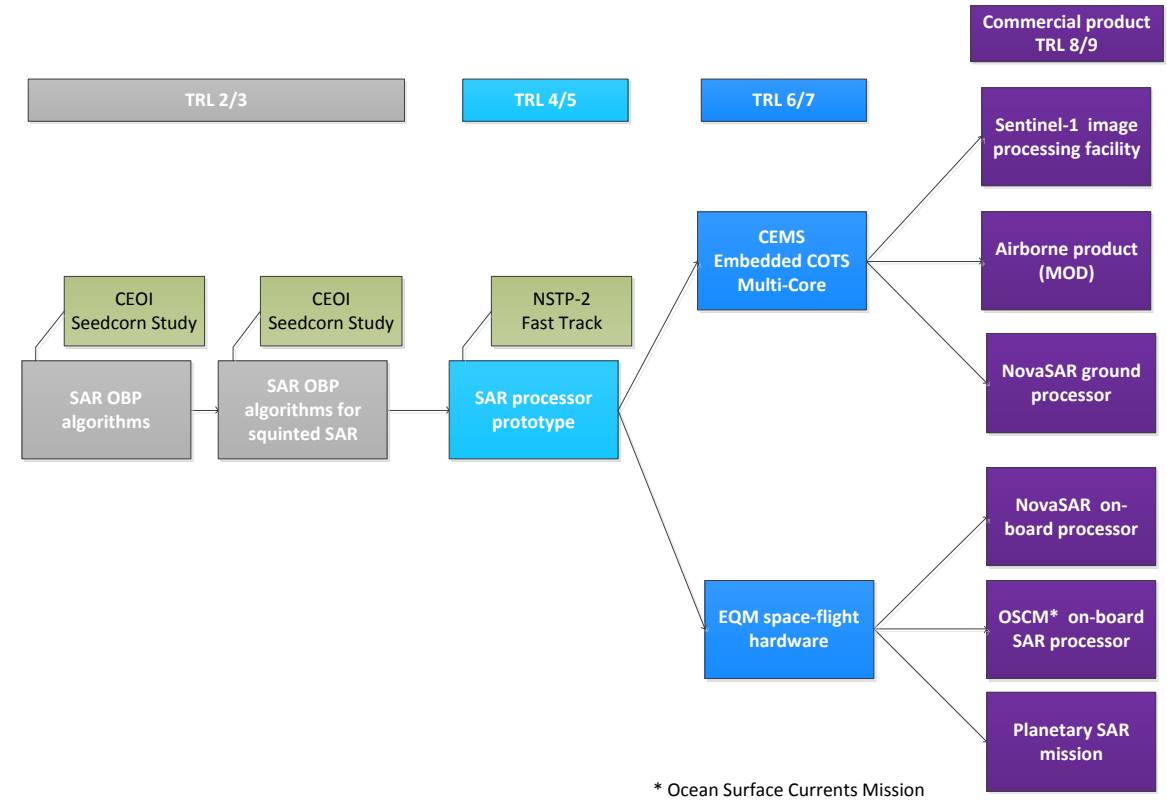 Commercial product
TRL 8/9
TRL 2/3
TRL 4/5
TRL 6/7
Sentinel-1 image
processing facility
CEMS
Embedded COTS
Multi-Core
Airborne product
(MOD)
CEOI
Seedcorn Study
CEOI
Seedcorn Study
NSTP-2
Fast Track
NovaSAR ground
processor
SAR OBP
algorithms
SAR OBP
algorithms for
squinted SAR
SAR processor
prototype
NovaSAR on-
board processor
EQM space-flight
hardware
OSCM* on-board
SAR processor
Planetary SAR
mission
* Ocean Surface Currents Mission